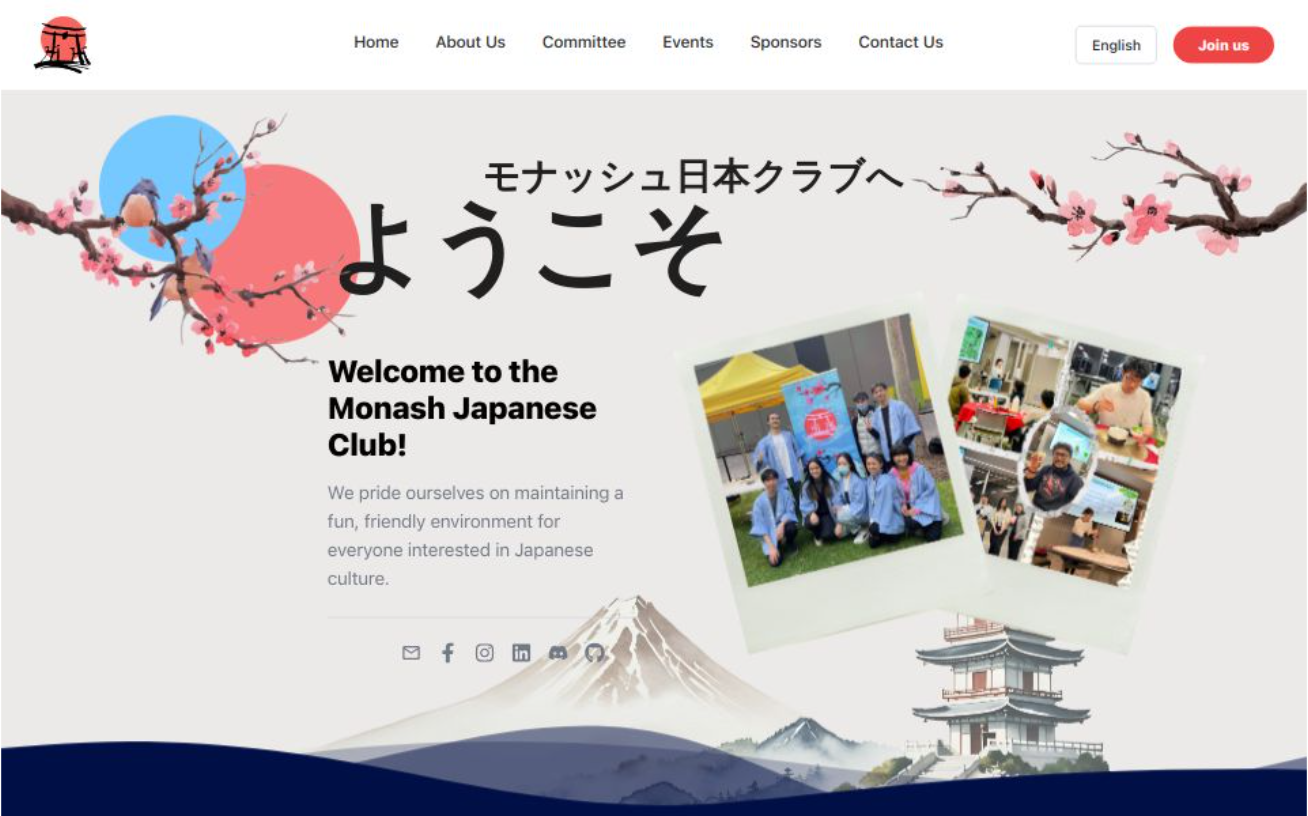 Home
About Us
Committee
Events
Sponsors
Contact Us
English
Join us
モナッシュ日本クラブへ
ようこそ
Welcome to the
Monash Japanese
Club!
We pride ourselves on maintaining a
fun, friendly environment for
everyone interested in Japanese
culture.